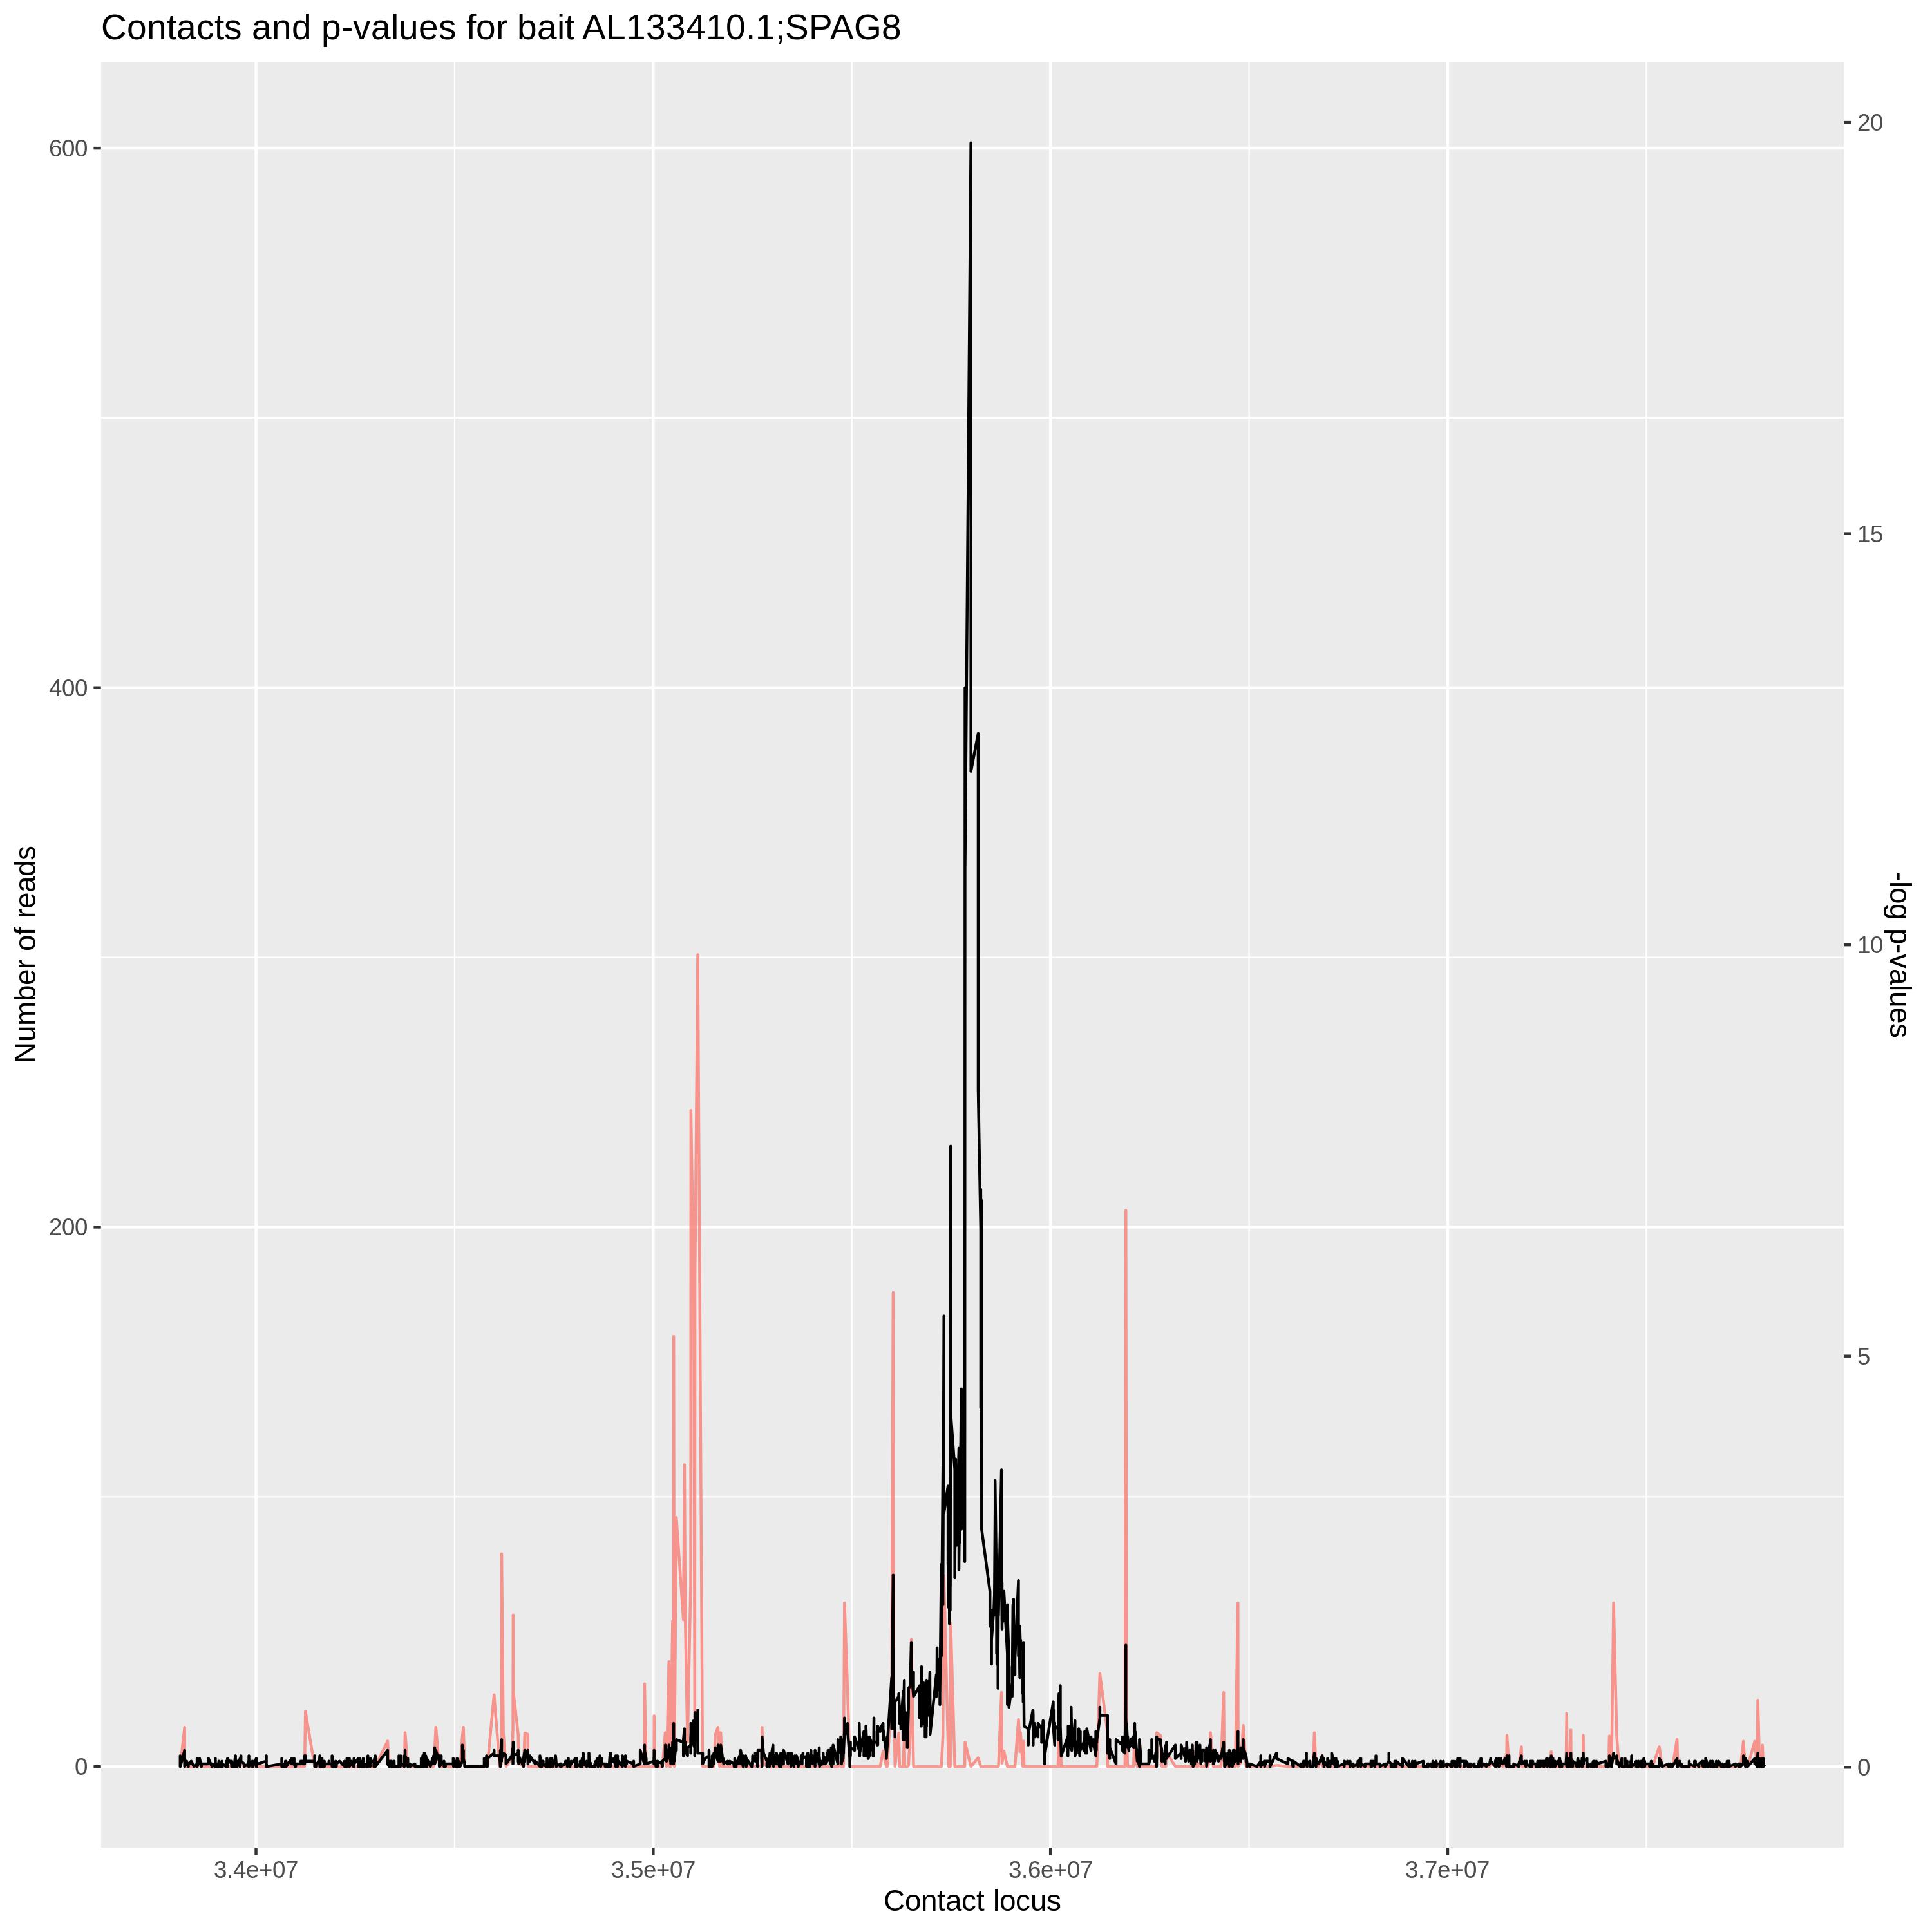 Contacts and p-values for bait AL133410.1;SPAG8
600
400
200
0
Number of reads
20
15
10
5
0
-log p-values
3.4e+07
3.5e+07
3.6e+07
3.7e+07
Contact locus